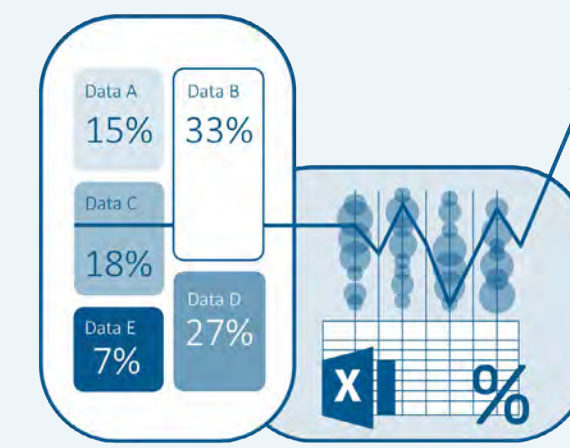 Data A
15%
Data B
33%
Data C
18%
Data D
27%
Data E
7%
X
%